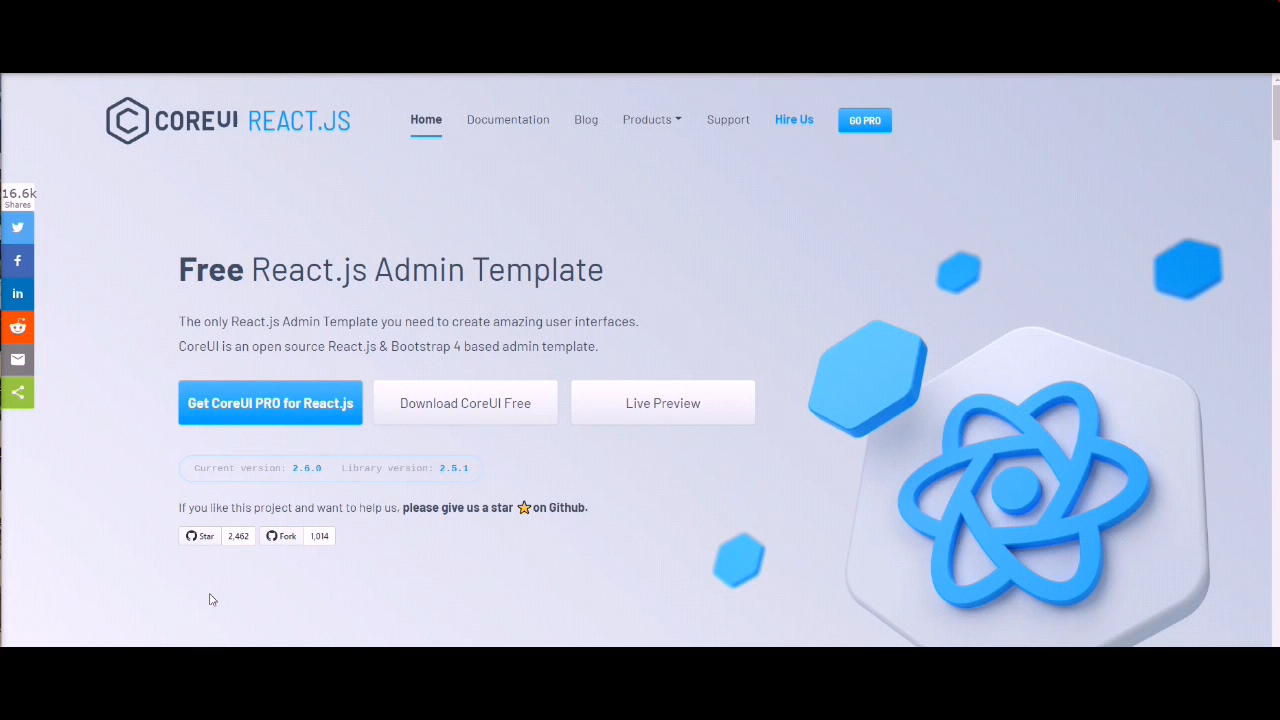 COREUI REACT.JS
Home Documentation Blog Products Support Hire Us GO PRO
16.6k
Shares
Free React.js Admin Template
The only React.js Admin Template you need to create amazing user interfaces.
CoreUI is an open source React.js & Bootstrap 4 based admin template.
Get CoreUI PRO for React.js Download CoreUI Free Live Preview
Current version: 2.6.0 Library version: 2.5.1
If you like this project and want to help us, please give us a star ⭐ on Github.
Star 2,462 Fork 1,014